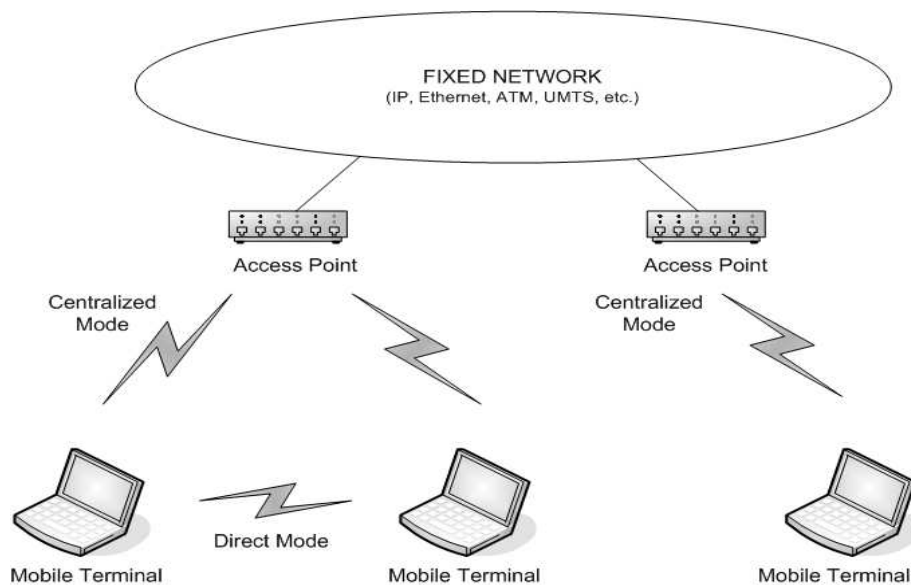 FIXED NETWORK
(IP, Ethernet, ATM, UMTS, etc.)
Access Point
Access Point
Centralized
Mode
Centralized
Mode
Direct Mode
Mobile Terminal
Mobile Terminal
Mobile Terminal